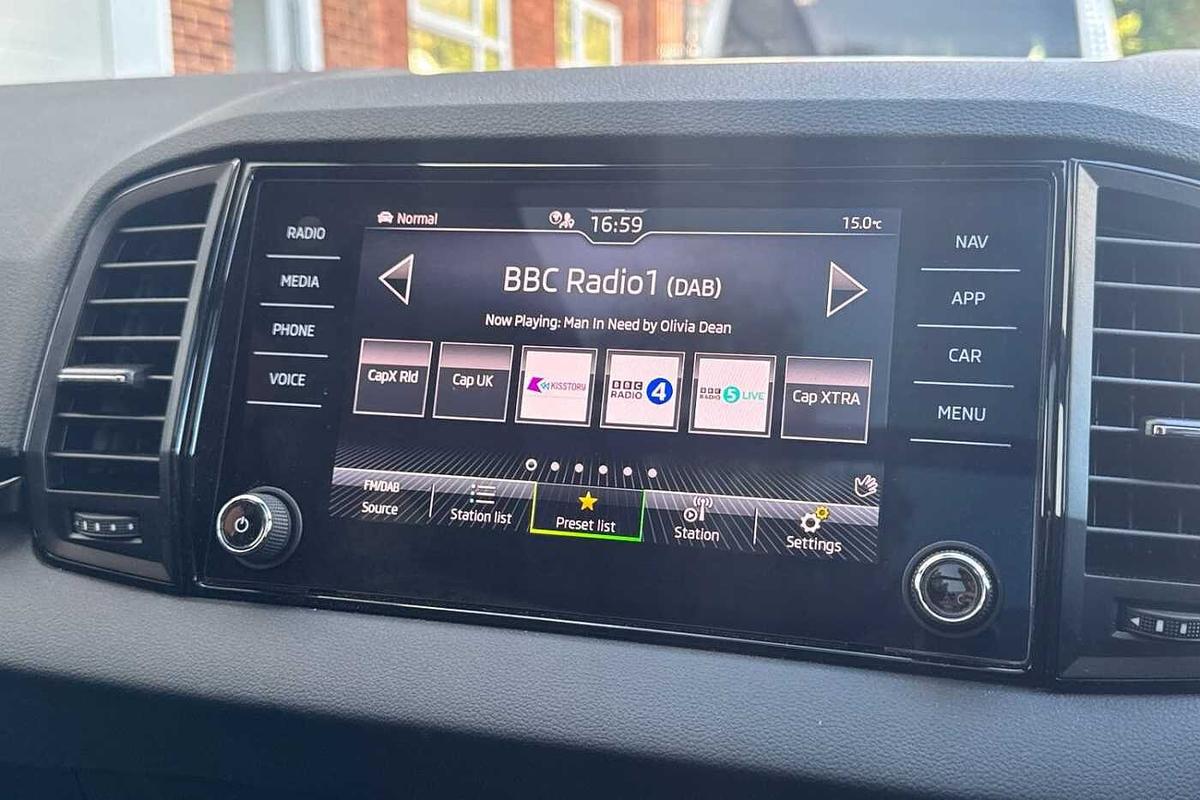 RADIO
MEDIA
PHONE
VOICE
Normal
16:59
15.0°C
BBC Radio1 (DAB)
Now Playing: Man In Need by Olivia Dean
CapX Rld
Cap UK
KISSTORY
BBC
RADIO 4
BBC
RADIO 5 LIVE
Cap XTRA
FM/DAB
Source
Station list
Preset list
Station
Settings
NAV
APP
CAR
MENU